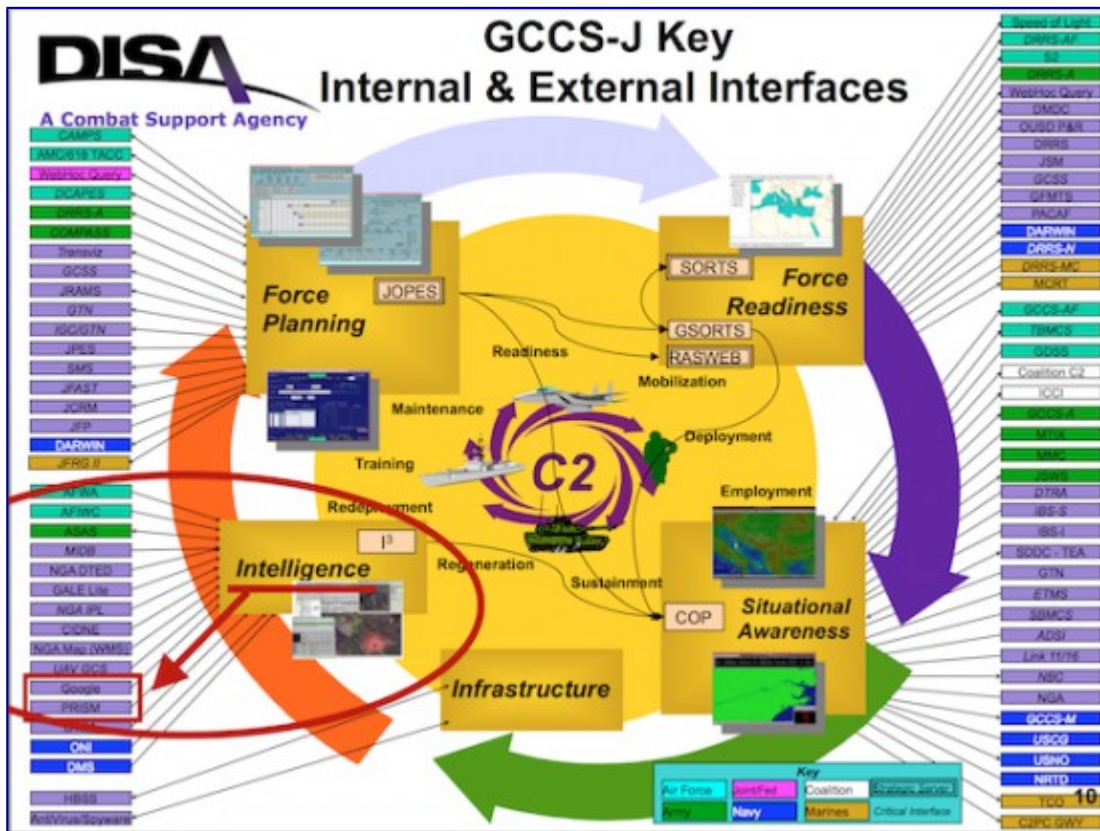 DISA
A Combat Support Agency
GCCS-J Key
Internal & External Interfaces
CAMPS
AMC/618 TACC
WebHoc Query
DCAPES
DRRS-A
COMPASS
Transviz
GCSS
JRAMS
GTN
IGC/GTN
JPES
SMS
JFAST
JCRM
JFP
DARWIN
JFRG II
AFWA
AFIWC
ASAS
MIDB
NGA DTED
GALE Lite
NGA IPL
CIDNE
NGA Map (WMS)
UAV GCS
Google
PRISM
ONI
DMS
HBSS
AntiVirus/Spyware
Force
Planning
JOPES
SORTS
Force
Readiness
GSORTS
RASWEB
Readiness
Mobilization
Maintenance
Deployment
Training
C2
Employment
Redeployment
I³
Intelligence
Regeneration
Sustainment
COP
Situational
Awareness
Infrastructure
Speed of Light
DRRS-AF
S2
DRRS-A
WebHoc Query
DMDC
OUSD P&R
DRRS
JSM
GCSS
GFMTS
PACAF
DARWIN
DRRS-N
DRRS-MC
MCRT
GCCS-AF
TBMCS
GDSS
Coalition C2
ICCI
GCCS-A
MTIX
MMC
JSWS
DTRA
IBS-S
IBS-I
SDDC - TEA
GTN
ETMS
SBMCS
ADSI
Link 11/16
NBC
NGA
GCCS-M
USCG
USNO
NRTD
TCO
C2PC GWY
Key
Air Force
Joint/Fed
Coalition
Strategic Server
Army
Navy
Marines
Critical Interface
10